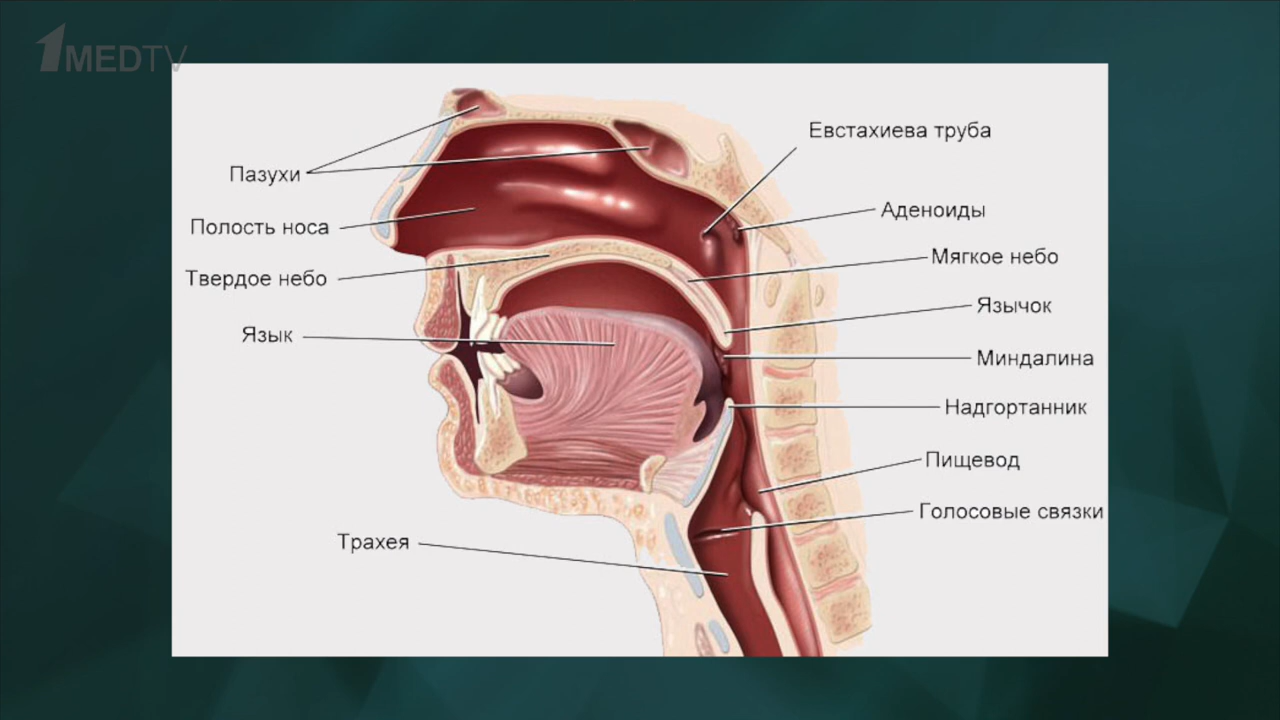 1MEDTV
Евстахиева труба
Пазухи
Аденоиды
Полость носа
Мягкое небо
Твердое небо
Язычок
Язык
Миндалина
Надгортанник
Пищевод
Голосовые связки
Трахея